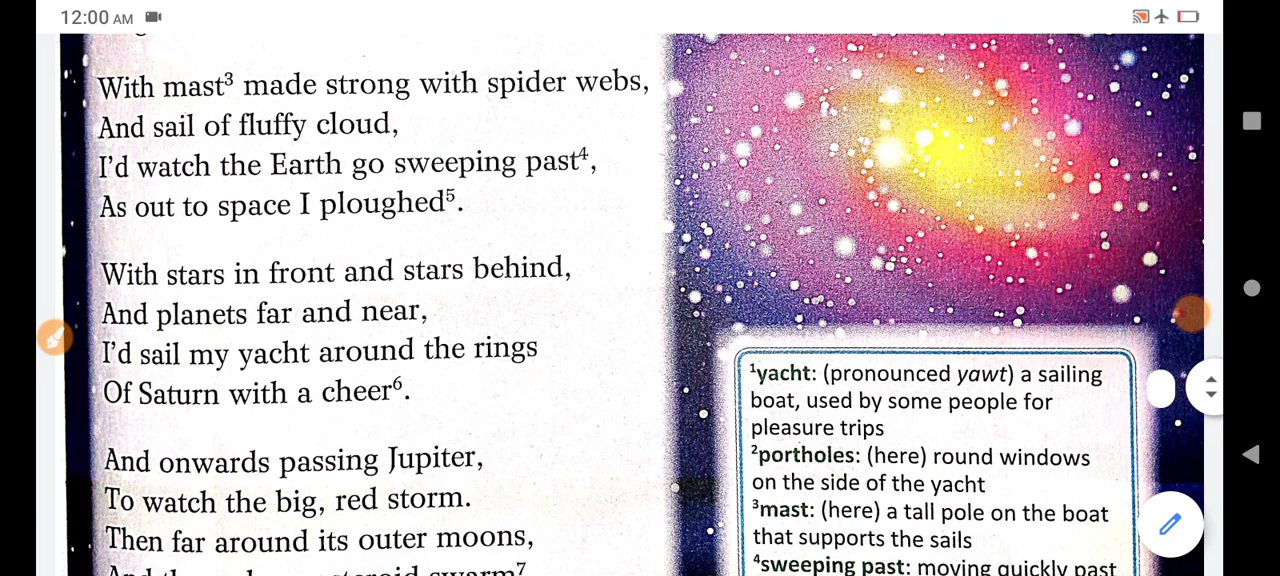 12:00 AM
With mast³ made strong with spider webs,
And sail of fluffy cloud,
I'd watch the Earth go sweeping past⁴,
As out to space I ploughed⁵.
With stars in front and stars behind,
And planets far and near,
I'd sail my yacht around the rings
Of Saturn with a cheer⁶.
And onwards passing Jupiter,
To watch the big, red storm.
Then far around its outer moons,
swarm⁷
¹yacht: (pronounced yawt) a sailing
boat, used by some people for
pleasure trips
²portholes: (here) round windows
on the side of the yacht
³mast: (here) a tall pole on the boat
that supports the sails
⁴sweeping past: moving quickly past